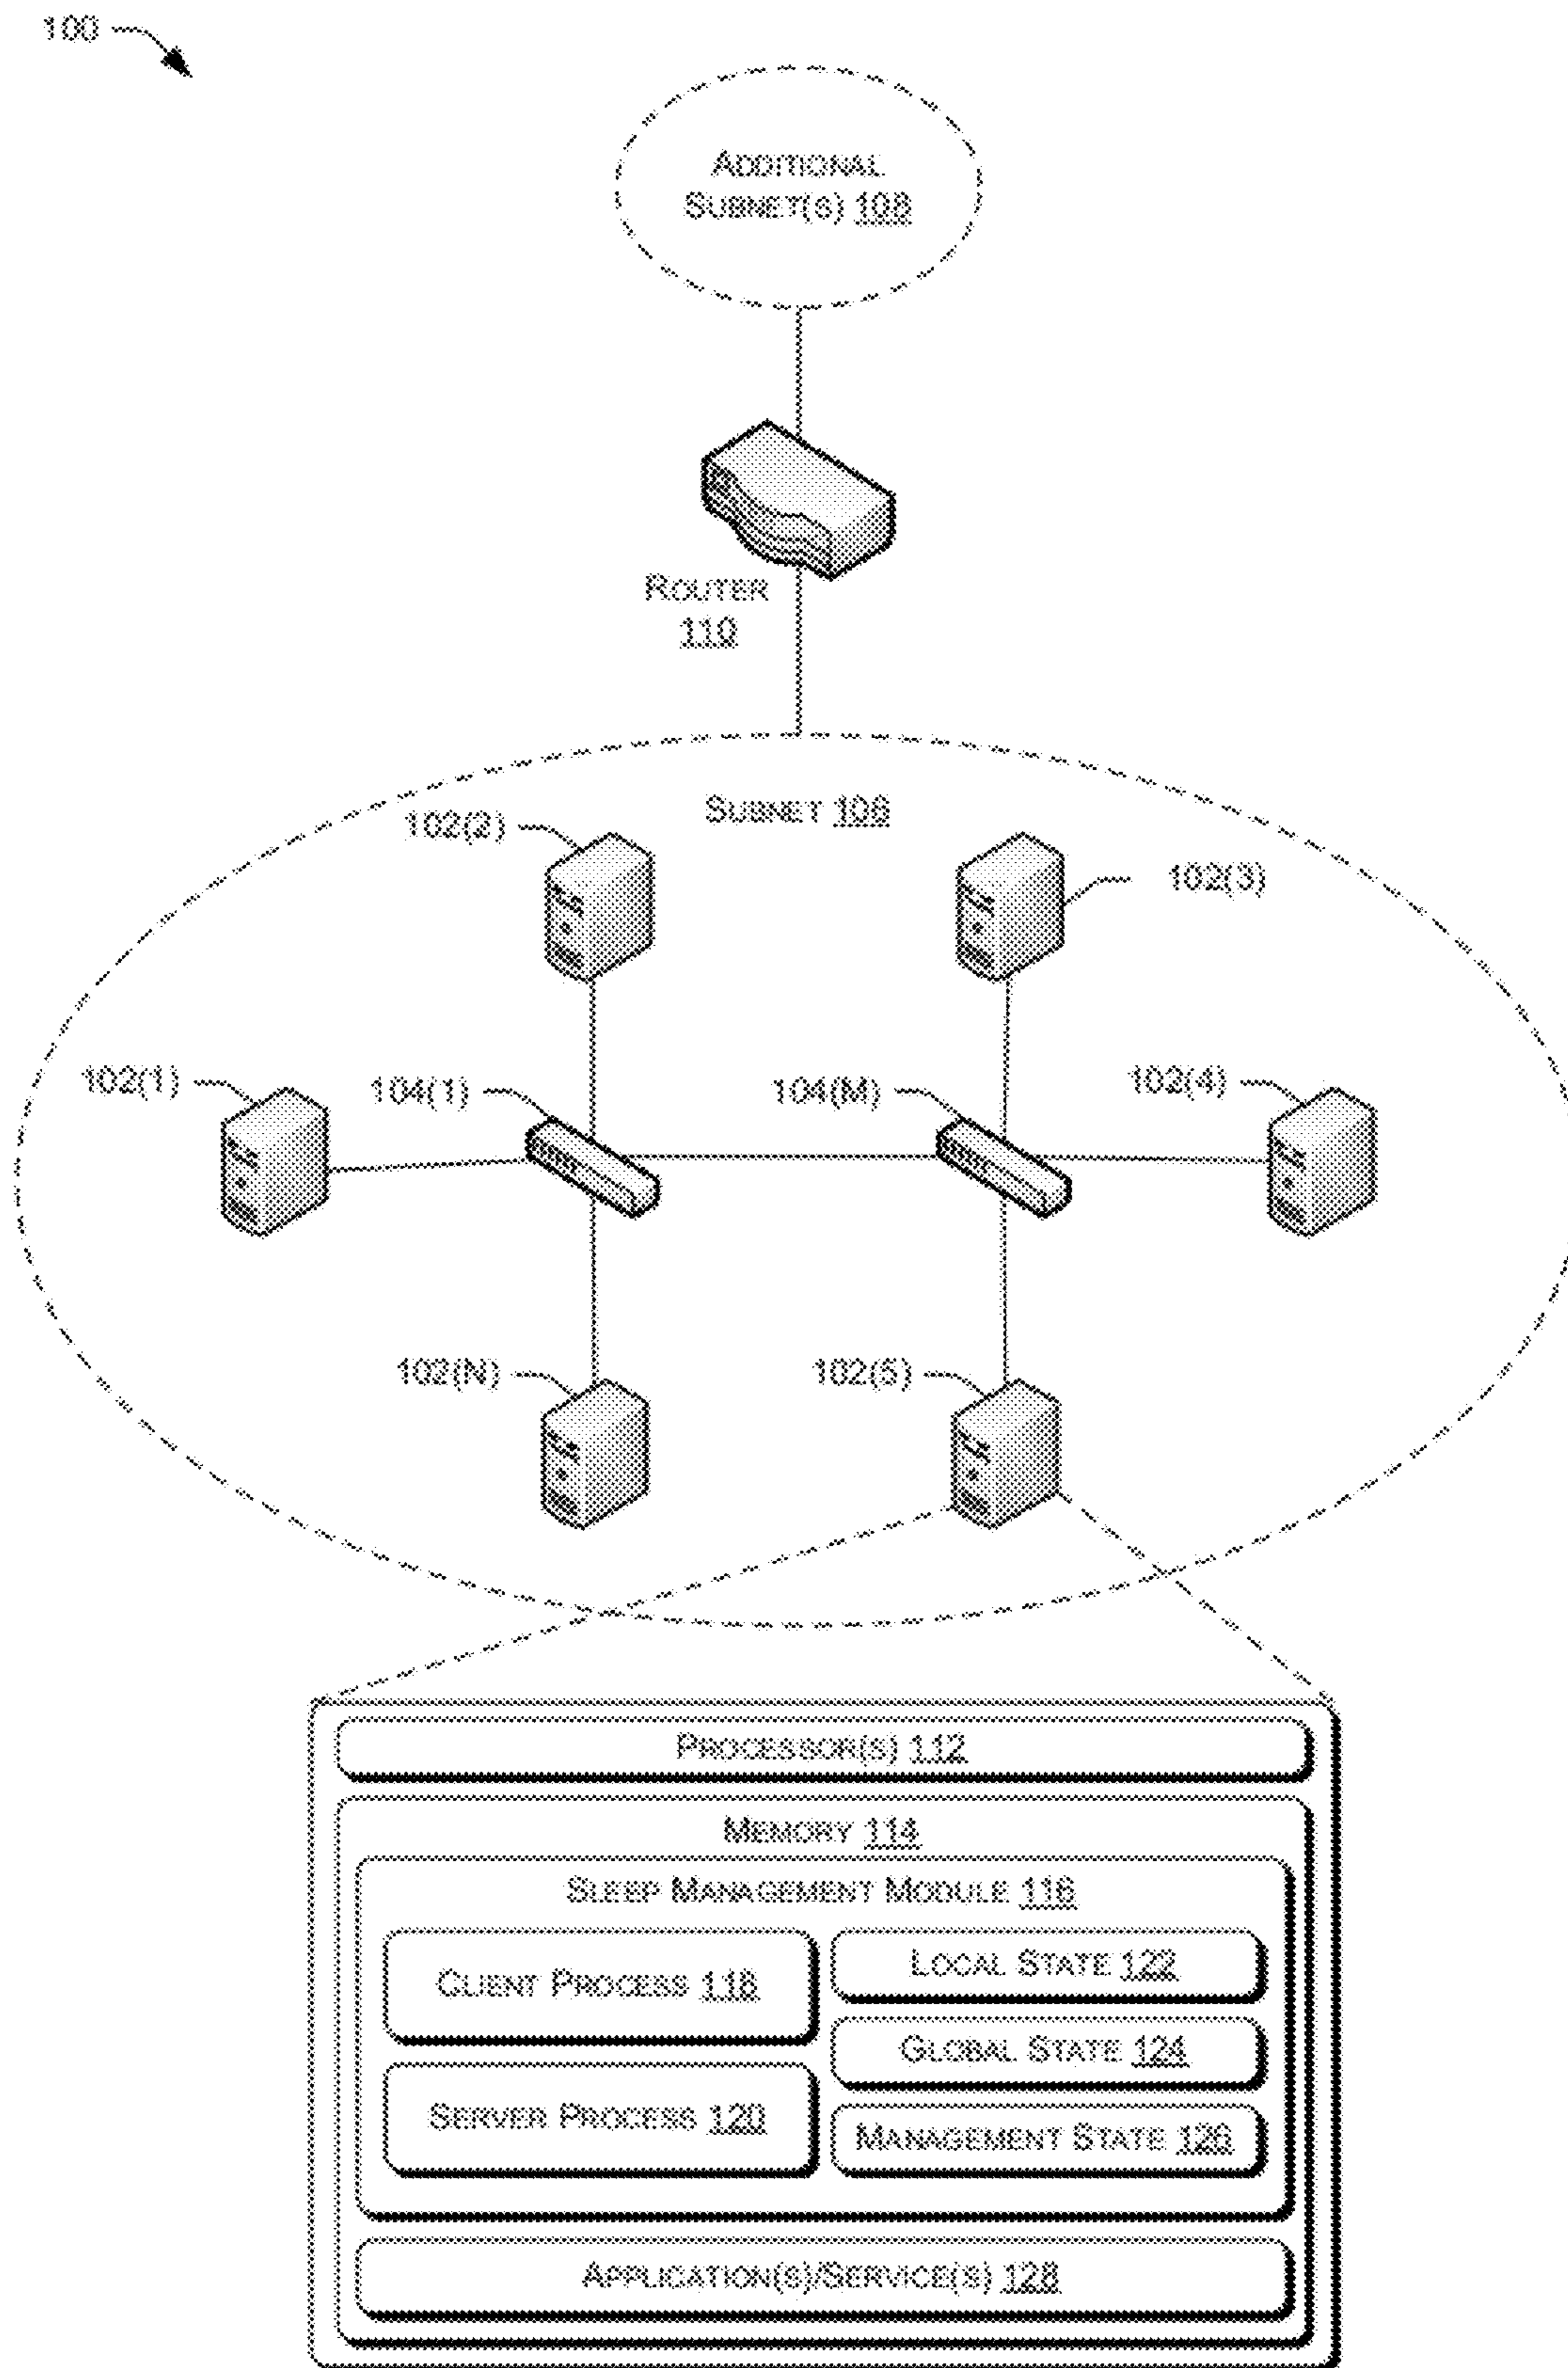 100
ADDITIONAL
SUBNET(S) 108
ROUTER
110
SUBNET 106
102(2)
102(3)
102(1)
104(1)
104(M)
102(4)
102(N)
102(5)
PROCESSOR(S) 112
MEMORY 114
SLEEP MANAGEMENT MODULE 116
CLIENT PROCESS 118
LOCAL STATE 122
GLOBAL STATE 124
SERVER PROCESS 120
MANAGEMENT STATE 126
APPLICATION(S)/SERVICE(S) 128